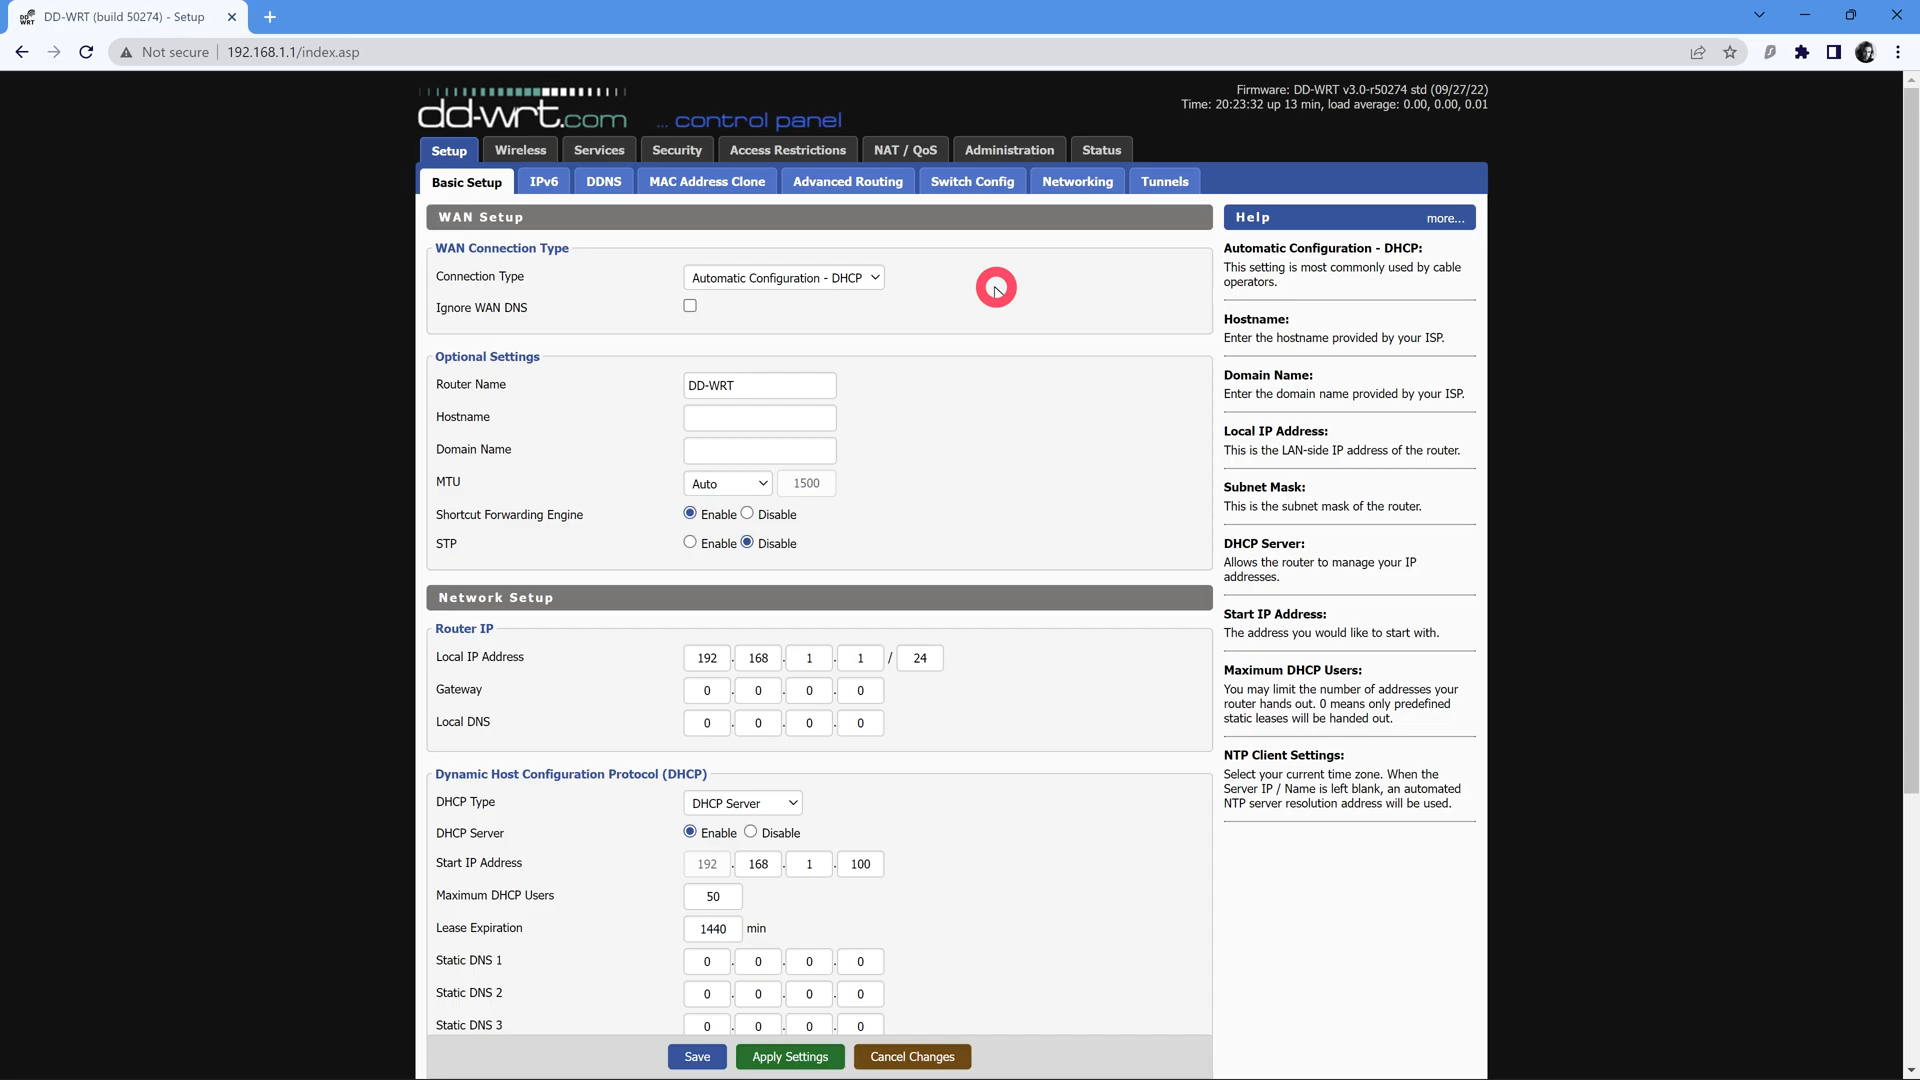 DD-WRT (build 50274) - Setup
Not secure 192.168.1.1/index.asp
Firmware: DD-WRT v3.0-r50274 std (09/27/22)
Time: 20:23:32 up 13 min, load average: 0.00, 0.00, 0.01
dd-wrt.com ... control panel
Setup Wireless Services Security Access Restrictions NAT / QoS Administration Status
Basic Setup IPv6 DDNS MAC Address Clone Advanced Routing Switch Config Networking Tunnels
WAN Setup
WAN Connection Type
Connection Type Automatic Configuration - DHCP
Ignore WAN DNS
Optional Settings
Router Name DD-WRT
Hostname
Domain Name
MTU Auto 1500
Shortcut Forwarding Engine Enable Disable
STP Enable Disable
Network Setup
Router IP
Local IP Address 192 . 168 . 1 . 1 / 24
Gateway 0 . 0 . 0 . 0
Local DNS 0 . 0 . 0 . 0
Dynamic Host Configuration Protocol (DHCP)
DHCP Type DHCP Server
DHCP Server Enable Disable
Start IP Address 192 . 168 . 1 . 100
Maximum DHCP Users 50
Lease Expiration 1440 min
Static DNS 1 0 . 0 . 0 . 0
Static DNS 2 0 . 0 . 0 . 0
Static DNS 3 0 . 0 . 0 . 0
Save Apply Settings Cancel Changes
Help more...
Automatic Configuration - DHCP:
This setting is most commonly used by cable
operators.
Hostname:
Enter the hostname provided by your ISP.
Domain Name:
Enter the domain name provided by your ISP.
Local IP Address:
This is the LAN-side IP address of the router.
Subnet Mask:
This is the subnet mask of the router.
DHCP Server:
Allows the router to manage your IP
addresses.
Start IP Address:
The address you would like to start with.
Maximum DHCP Users:
You may limit the number of addresses your
router hands out. 0 means only predefined
static leases will be handed out.
NTP Client Settings:
Select your current time zone. When the
Server IP / Name is left blank, an automated
NTP server resolution address will be used.